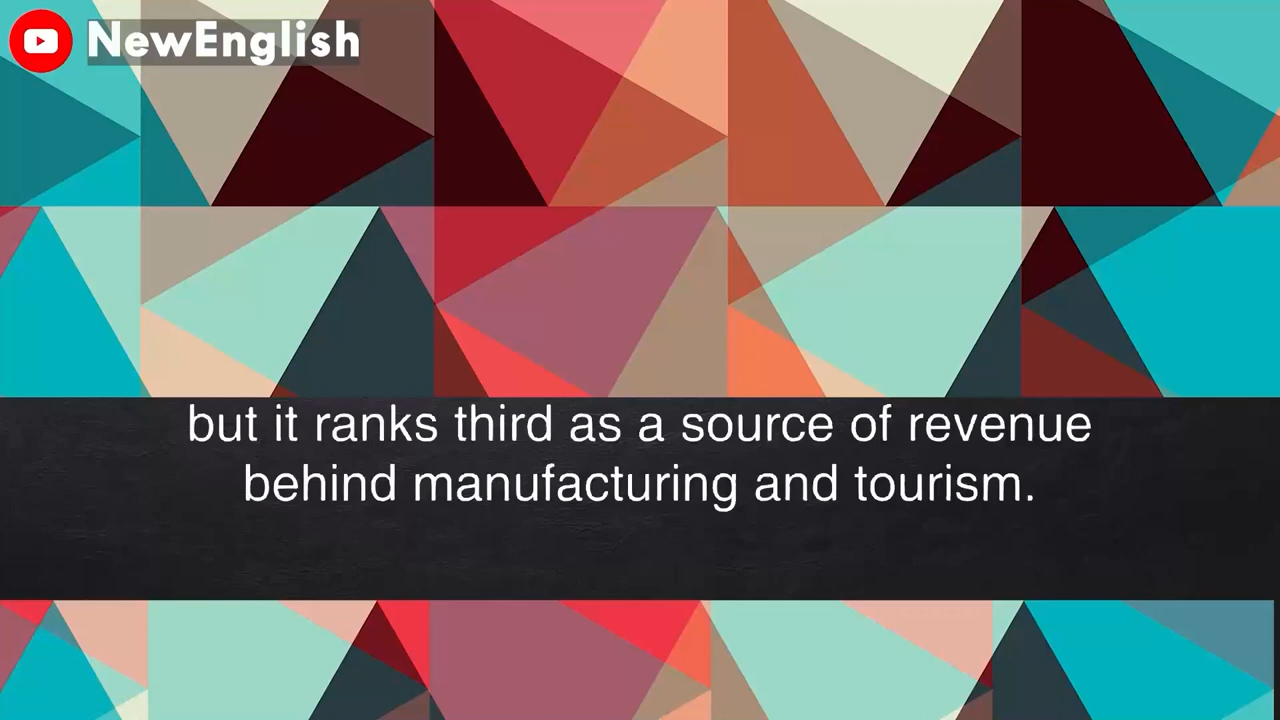 NewEnglish
but it ranks third as a source of revenue
behind manufacturing and tourism.